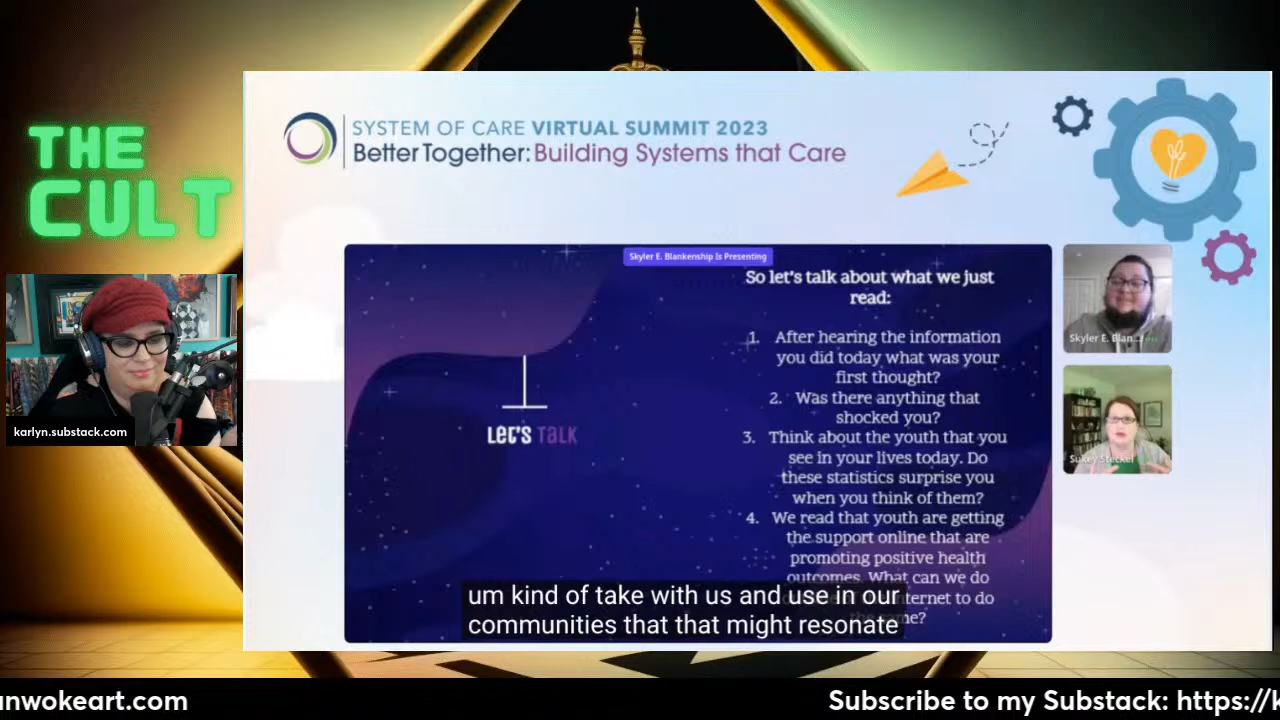 THE
CULT
karlyn.substack.com
SYSTEM OF CARE VIRTUAL SUMMIT 2023
Better Together: Building Systems that Care
Skyler E. Blankenship Is Presenting
So let's talk about what we just
read:
1. After hearing the information
you did today what was your
first thought?
2. Was there anything that
shocked you?
3. Think about the youth that you
see in your lives today. Do
these statistics surprise you
when you think of them?
4. We read that youth are getting
the support online that are
promoting positive health
outcomes. What can we do
LET'S TALK
Skyler E. Blan...
um kind of take with us and use in our
communities that that might resonate
anwokeart.com
Subscribe to my Substack: https://k